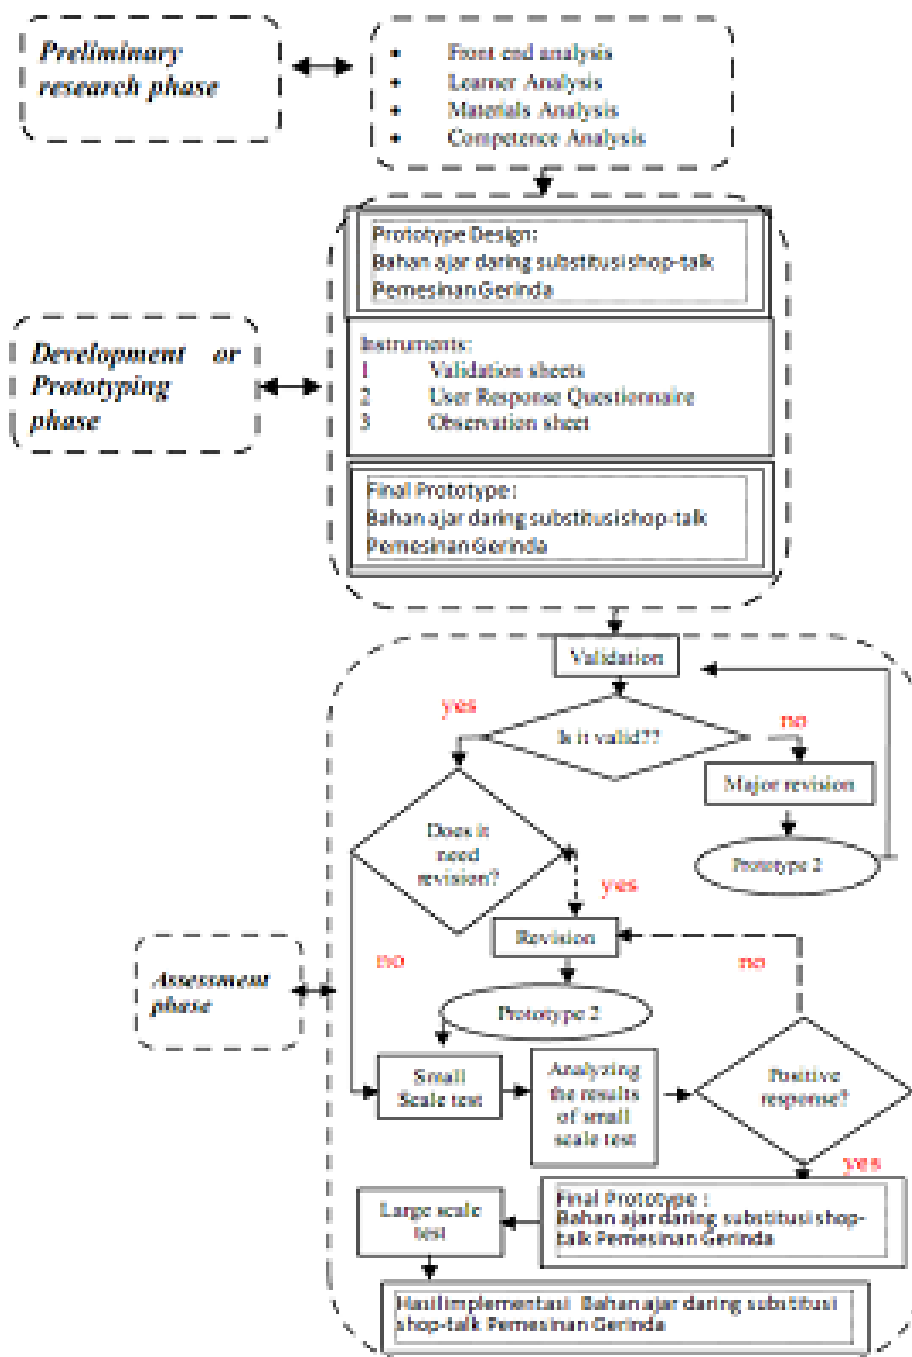 Preliminary
research phase
• Front-end analysis
• Learner Analysis
• Materials Analysis
• Competence Analysis
Prototype Design:
Bahan ajar daring substitusi shop-talk
Pemesinan Gerinda
Development or
Prototyping
phase
Instruments:
1 Validation sheets
2 User Response Questionnaire
3 Observation sheet
Final Prototype :
Bahan ajar daring substitusi shop-talk
Pemesinan Gerinda
Validation
yes
Is it valid??
no
Major revision
Prototype 2
Does it
need
revision?
yes
Revision
no
no
Assessment
phase
Prototype 2
Small
Scale test
Analyzing
the results
of small
scale test
Positive
response?
yes
Large scale
test
Final Prototype :
Bahan ajar daring substitusi shop-
talk Pemesinan Gerinda
Hasil implementasi Bahan ajar daring substitusi
shop-talk Pemesinan Gerinda